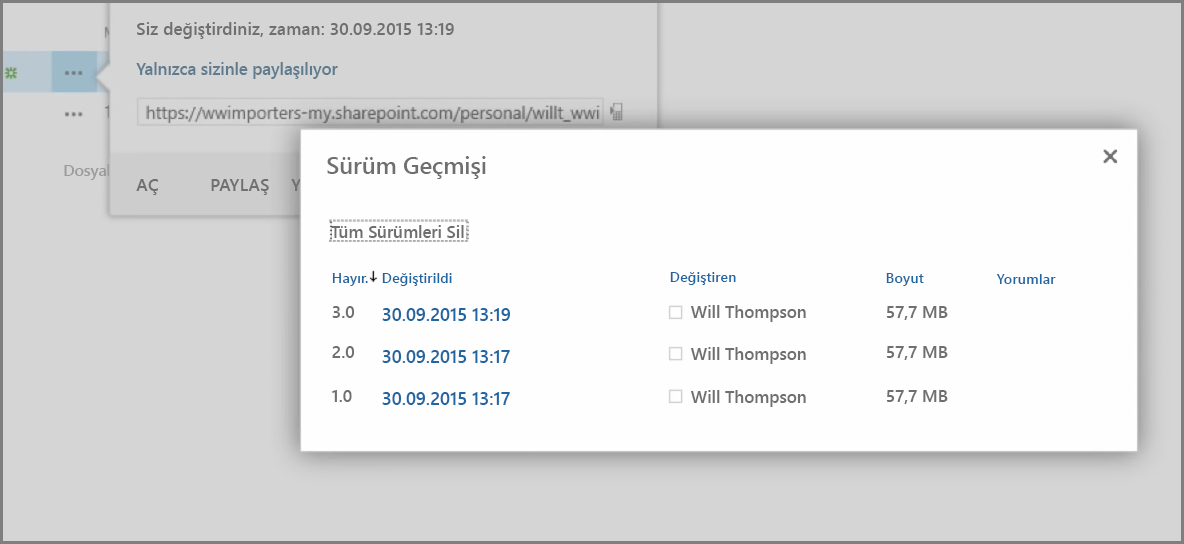 Siz değiştirdiniz, zaman: 30.09.2015 13:19
Yalnızca sizinle paylaşılıyor
https://wwimporters-my.sharepoint.com/personal/willt_wwi
AÇ PAYLAŞ
Sürüm Geçmişi
Tüm Sürümleri Sil
Hayır. Değiştirildi Değiştiren Boyut Yorumlar
3.0 30.09.2015 13:19 Will Thompson 57,7 MB
2.0 30.09.2015 13:17 Will Thompson 57,7 MB
1.0 30.09.2015 13:17 Will Thompson 57,7 MB